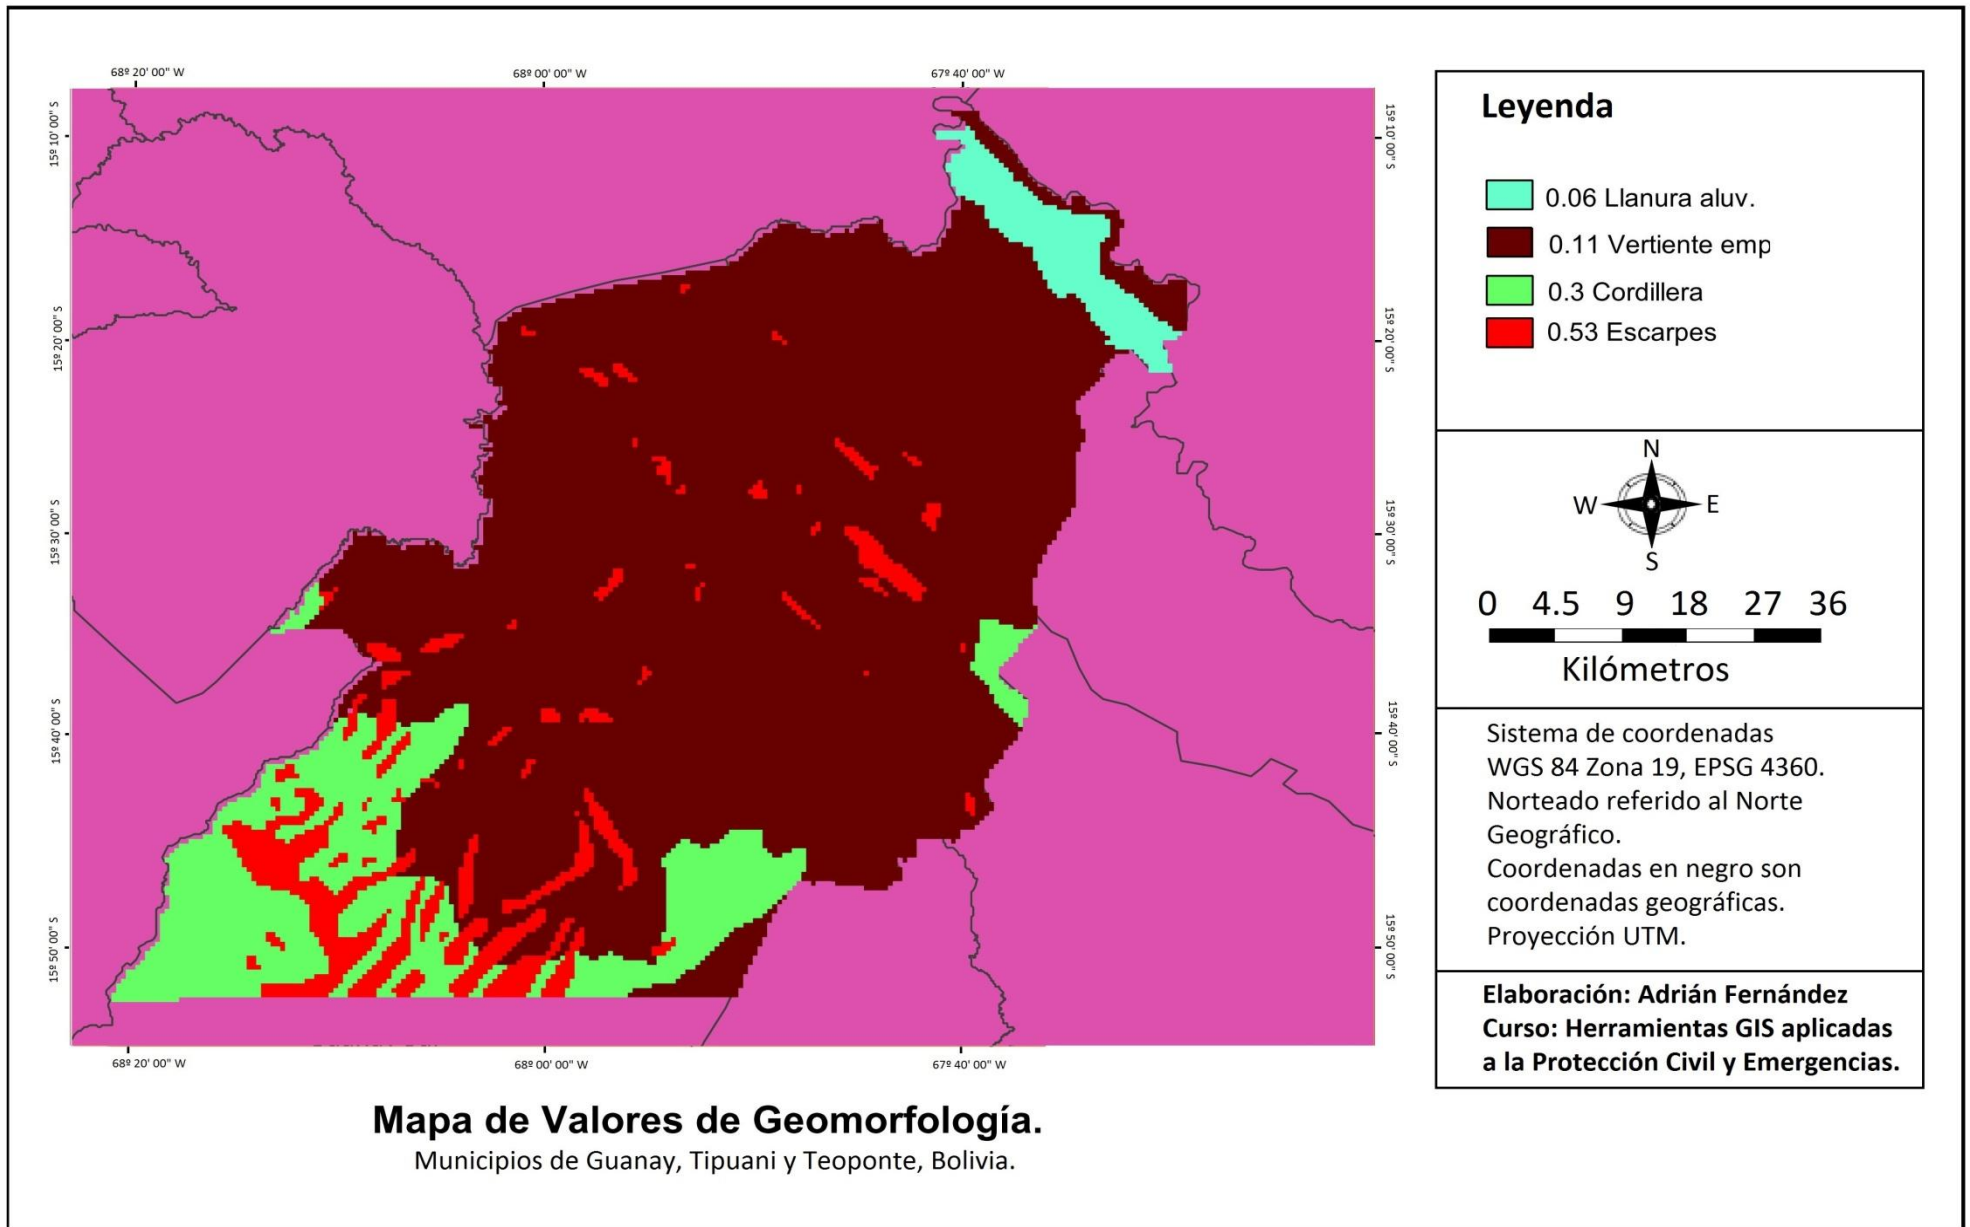 68º 20' 00" W
68º 00' 00" W
67º 40' 00" W
15º 10' 00" S
15º 20' 00" S
15º 30' 00" S
15º 40' 00" S
15º 50' 00" S
15º 10' 00" S
15º 20' 00" S
15º 30' 00" S
15º 40' 00" S
15º 50' 00" S
68º 20' 00" W
68º 00' 00" W
67º 40' 00" W
Leyenda
0.06 Llanura aluv.
0.11 Vertiente emp
0.3 Cordillera
0.53 Escarpes
N
W E
S
0 4.5 9 18 27 36
Kilómetros
Sistema de coordenadas
WGS 84 Zona 19, EPSG 4360.
Norteado referido al Norte
Geográfico.
Coordenadas en negro son
coordenadas geográficas.
Proyección UTM.
Elaboración: Adrián Fernández
Curso: Herramientas GIS aplicadas
a la Protección Civil y Emergencias.
Mapa de Valores de Geomorfología.
Municipios de Guanay, Tipuani y Teoponte, Bolivia.